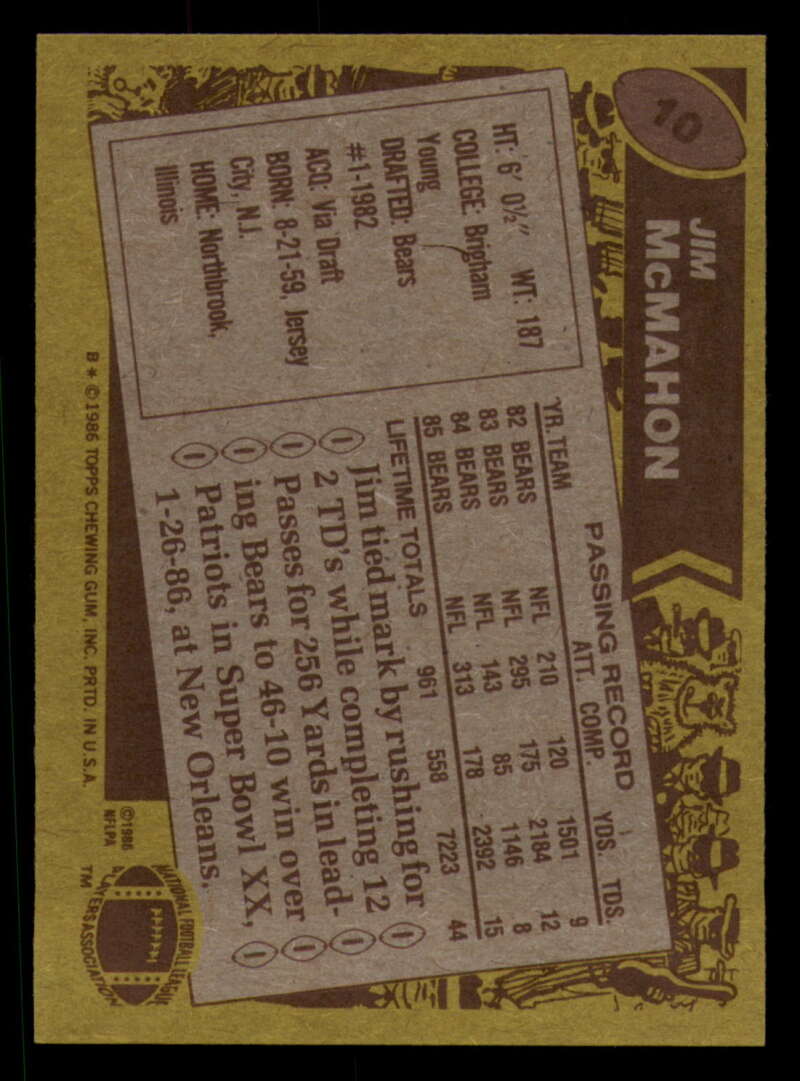 10
JIM
McMAHON
HT: 6' 0½" WT: 187
COLLEGE: Brigham
Young
DRAFTED: Bears
#1-1982
ACQ: Via Draft
BORN: 8-21-59, Jersey
City, N.J.
HOME: Northbrook,
Illinois
PASSING RECORD
YR. TEAM ATT. COMP. YDS. TDS.
82 BEARS NFL 210 120 1501 9
83 BEARS NFL 295 175 2184 12
84 BEARS NFL 143 85 1146 8
85 BEARS NFL 313 178 2392 15
LIFETIME TOTALS 961 558 7223 44
Jim tied mark by rushing for
2 TD's while completing 12
Passes for 256 Yards in lead-
ing Bears to 46-10 win over
Patriots in Super Bowl XX,
1-26-86, at New Orleans.
B * © 1986 TOPPS CHEWING GUM, INC. PRTD. IN U.S.A.
© 1986
NFLPA
NATIONAL FOOTBALL LEAGUE
PLAYERS ASSOCIATION
TM